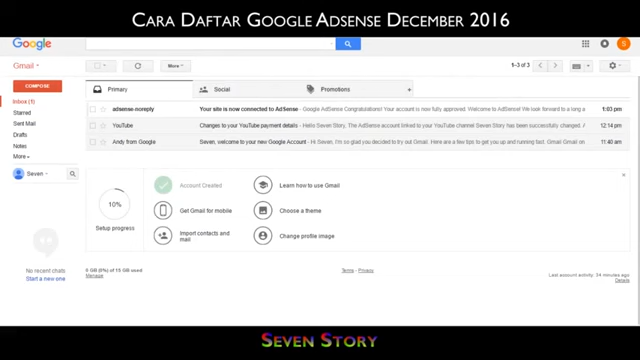 CARA DAFTAR GOOGLE ADSENSE DECEMBER 2016
Google
S
Gmail
More
1–3 of 3
COMPOSE
Primary
Social
Promotions
+
Inbox (1)
Starred
Sent Mail
Drafts
Notes
More
adsense-noreply Your site is now connected to AdSense - Google AdSense Congratulations! Your account is now fully approved. Welcome to AdSense! We look forward to a long a 1:03 pm
YouTube Changes to your YouTube payment details - Hello Seven Story, The AdSense account linked to your YouTube channel Seven Story has been successfully changed. 12:14 pm
Andy from Google Seven, welcome to your new Google Account - Hi Seven, I'm so glad you decided to try out Gmail. Here are a few tips to get you up and running fast. Gmail Gmail on 11:40 am
Seven
10%
Setup progress
Account Created
Learn how to use Gmail
Get Gmail for mobile
Choose a theme
Import contacts and mail
Change profile image
No recent chats
Start a new one
0 GB (0%) of 15 GB used
Manage
Terms - Privacy
Last account activity: 34 minutes ago
Details
SEVEN STORY